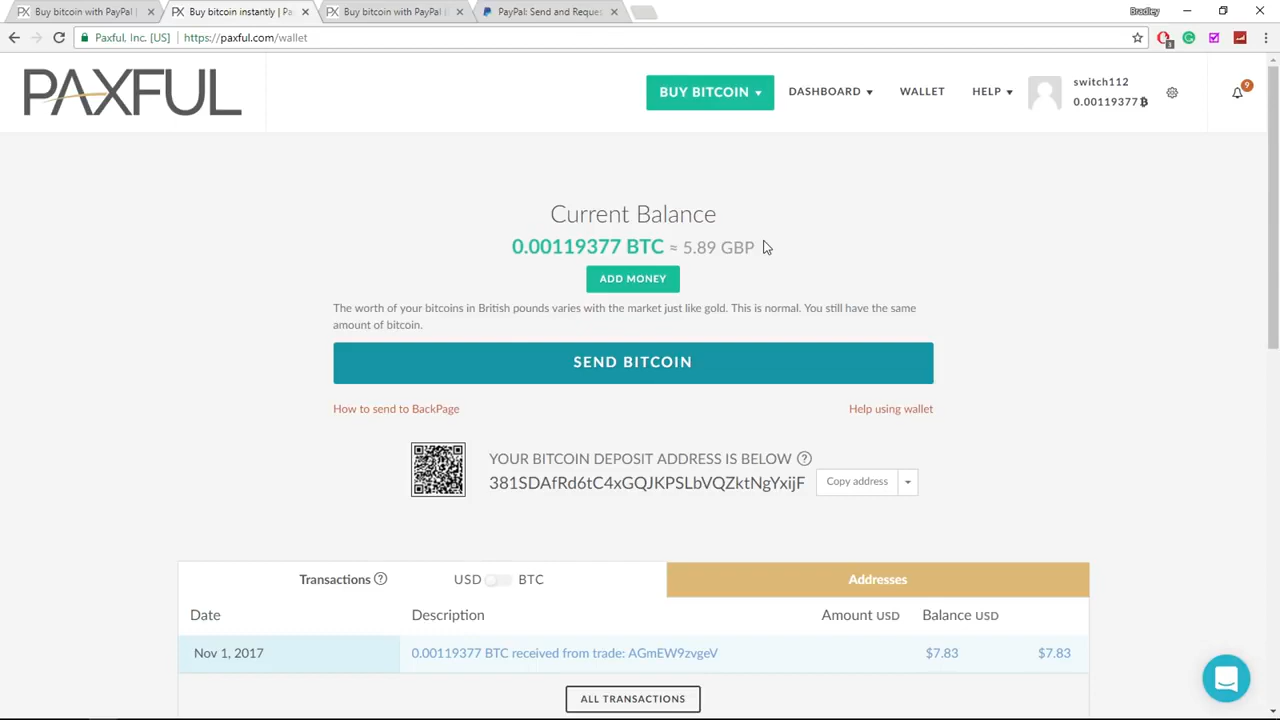 Buy bitcoin with PayPal |
Buy bitcoin instantly | Pa
Buy bitcoin with PayPal (
PayPal: Send and Reques
Bradley
Paxful, Inc. [US]
https://paxful.com/wallet
PAXFUL
BUY BITCOIN
DASHBOARD
WALLET
HELP
switch112
0.00119377
9
Current Balance
0.00119377 BTC ≈ 5.89 GBP
ADD MONEY
The worth of your bitcoins in British pounds varies with the market just like gold. This is normal. You still have the same
amount of bitcoin.
SEND BITCOIN
How to send to BackPage
Help using wallet
YOUR BITCOIN DEPOSIT ADDRESS IS BELOW ?
381SDAfRd6tC4xGQJKPSLbVQZktNgYxijF
Copy address
Transactions ?
USD BTC
Addresses
Date Description Amount USD Balance USD
Nov 1, 2017 0.00119377 BTC received from trade: AGmEW9zvgeV $7.83 $7.83
ALL TRANSACTIONS